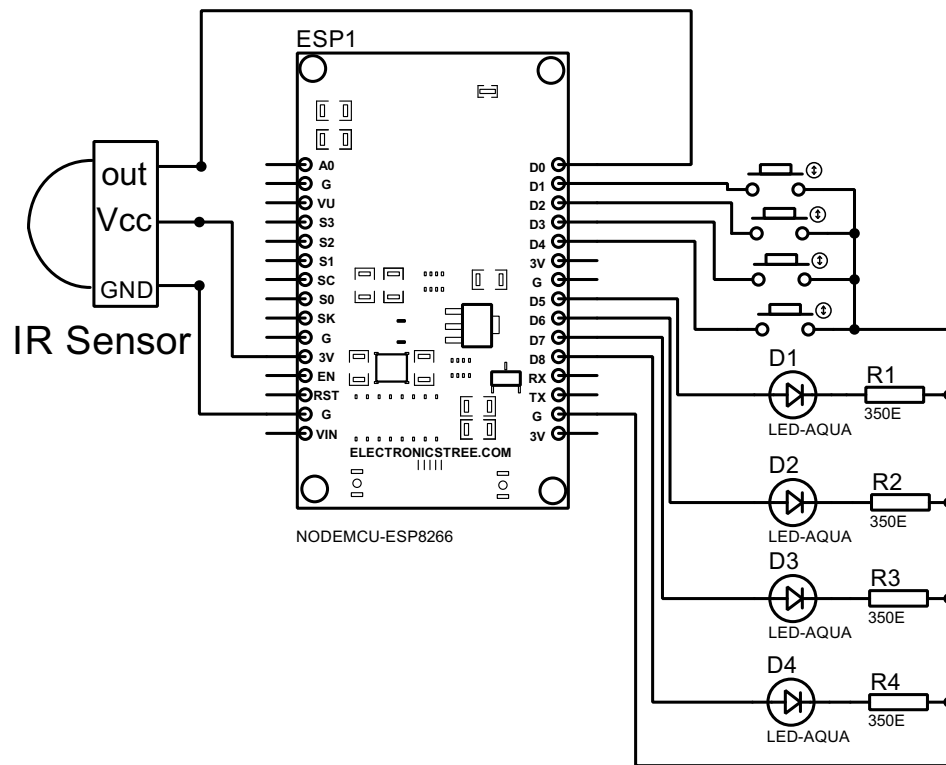 ESP1
out
Vcc
GND
IR Sensor
A0
G
VU
S3
S2
S1
SC
S0
SK
G
3V
EN
RST
G
VIN
D0
D1
D2
D3
D4
3V
G
D5
D6
D7
D8
RX
TX
G
3V
ELECTRONICSTREE.COM
NODEMCU-ESP8266
D1
LED-AQUA
R1
350E
D2
LED-AQUA
R2
350E
D3
LED-AQUA
R3
350E
D4
LED-AQUA
R4
350E